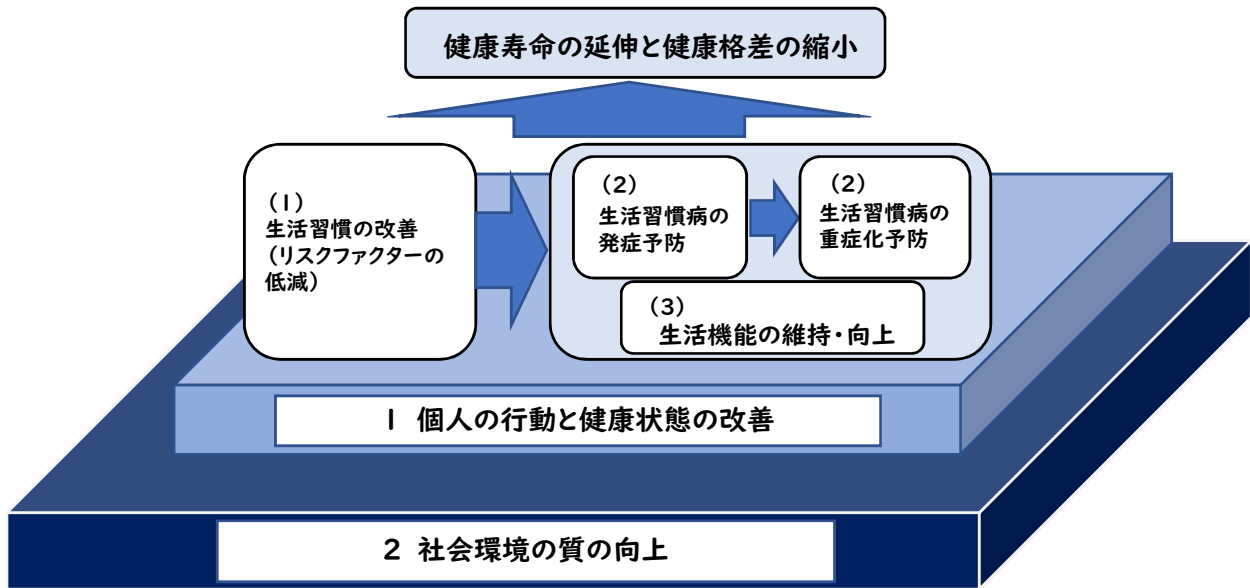 健康寿命の延伸と健康格差の縮小
(1)
生活習慣の改善
(リスクファクターの
低減)
(2)
生活習慣病の
発症予防
(2)
生活習慣病の
重症化予防
(3)
生活機能の維持・向上
1 個人の行動と健康状態の改善
2 社会環境の質の向上